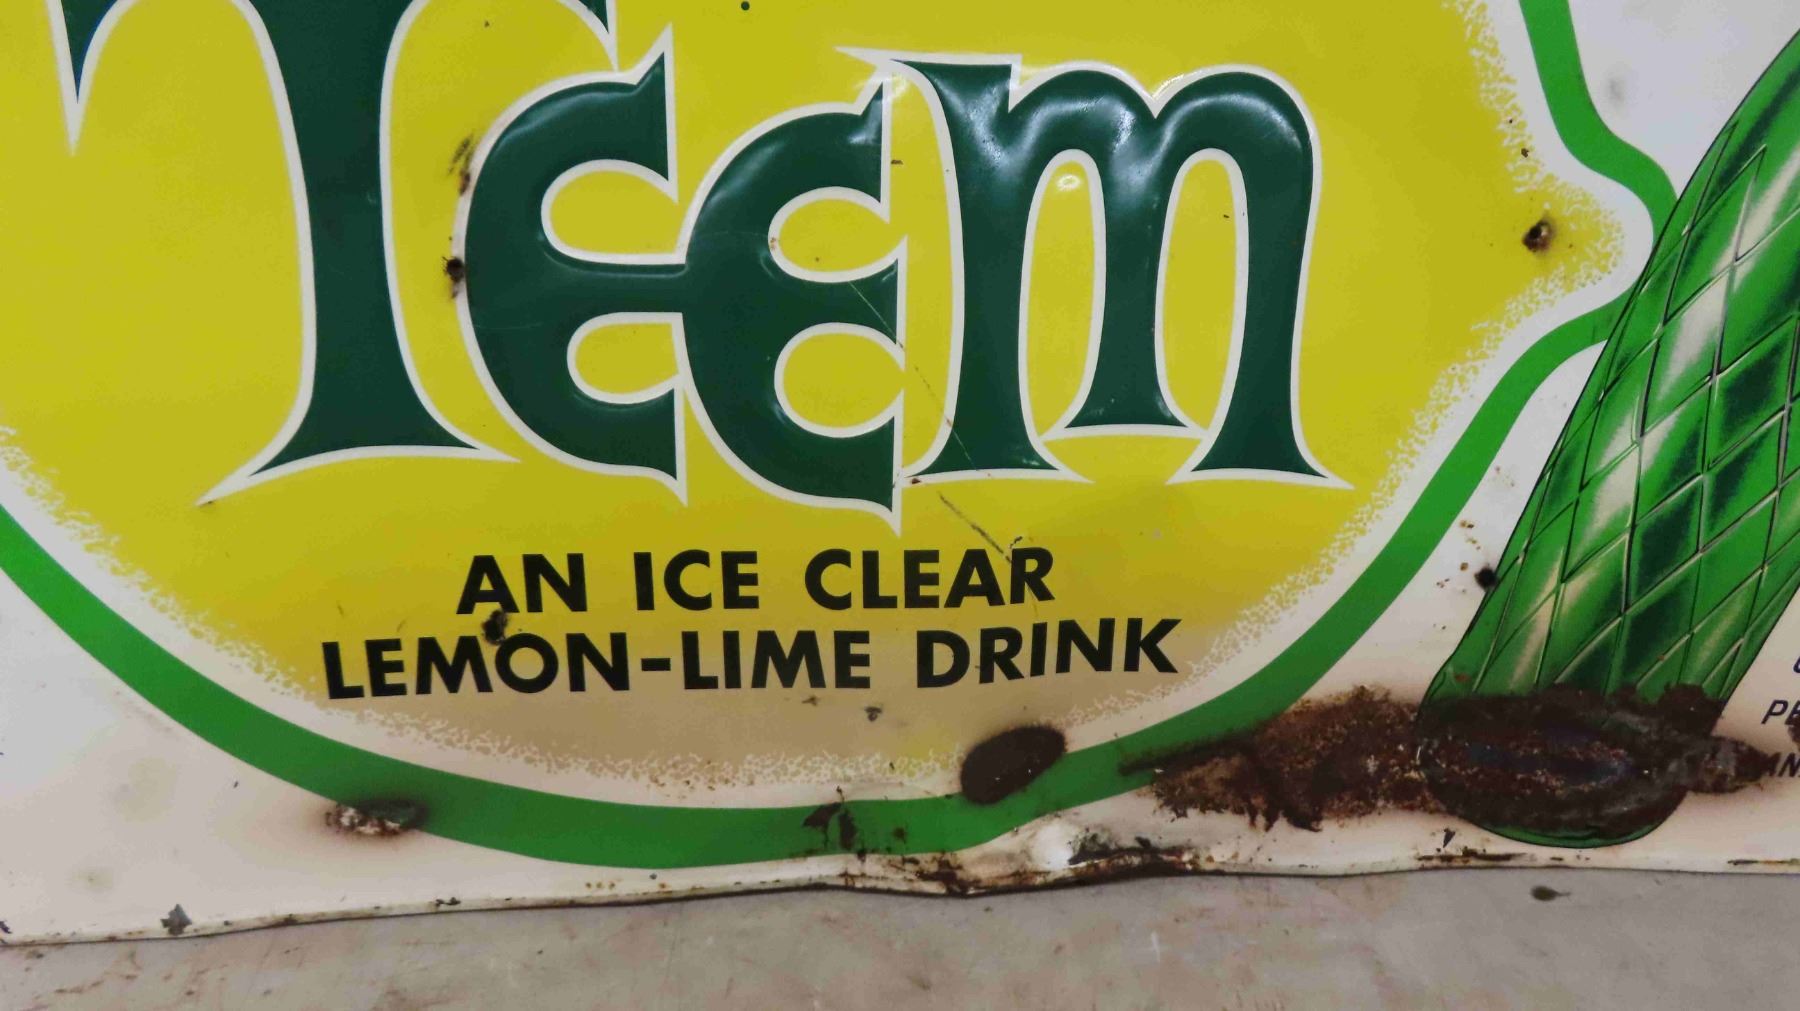 Teem
AN ICE CLEAR
LEMON-LIME DRINK